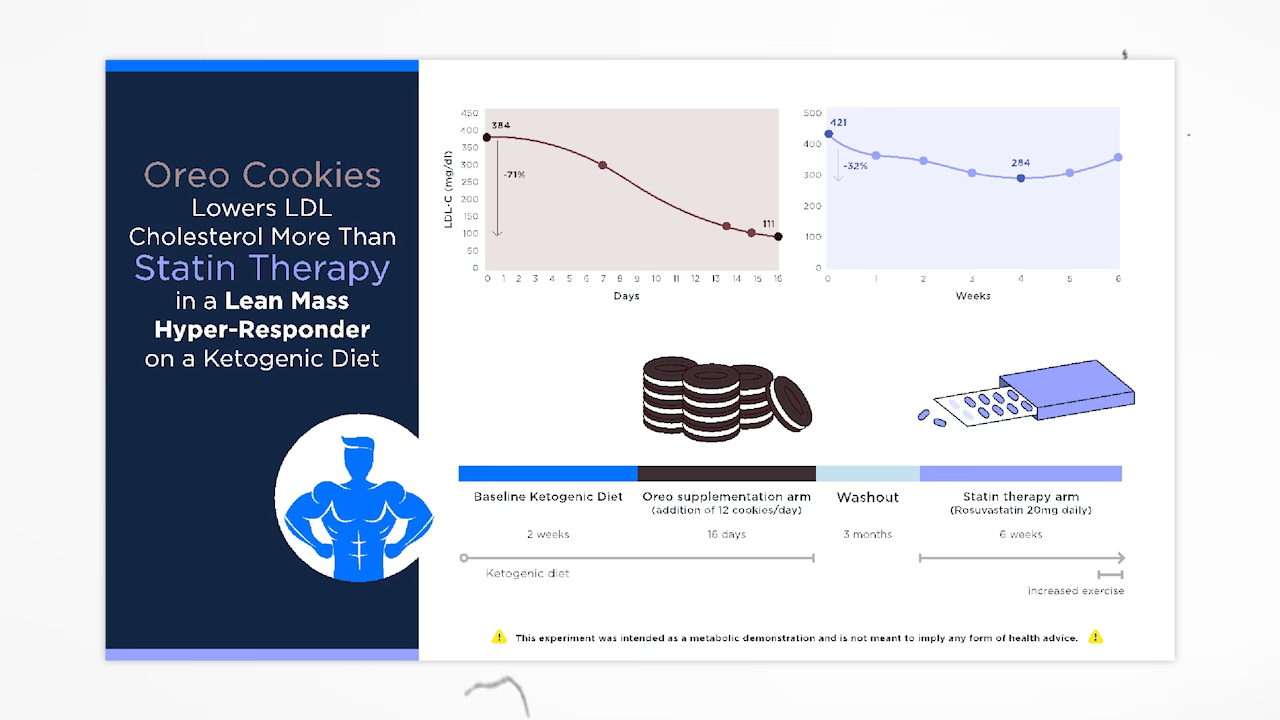 Oreo Cookies
Lowers LDL
Cholesterol More Than
Statin Therapy
in a Lean Mass
Hyper-Responder
on a Ketogenic Diet
LDL-C (mg/dl)
450
400
350
300
250
200
150
100
50
0
384
-71%
111
0 1 2 3 4 5 6 7 8 9 10 11 12 13 14 15 16
Days
500
400
300
200
100
0
421
-32%
284
0 1 2 3 4 5 6
Weeks
Baseline Ketogenic Diet
2 weeks
Oreo supplementation arm
(addition of 12 cookies/day)
16 days
Washout
3 months
Statin therapy arm
(Rosuvastatin 20mg daily)
6 weeks
Ketogenic diet
increased exercise
This experiment was intended as a metabolic demonstration and is not meant to imply any form of health advice.